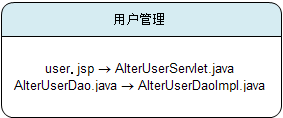 用户管理
user.jsp → AlterUserServlet.java
AlterUserDao.java → AlterUserDaoImpl.java